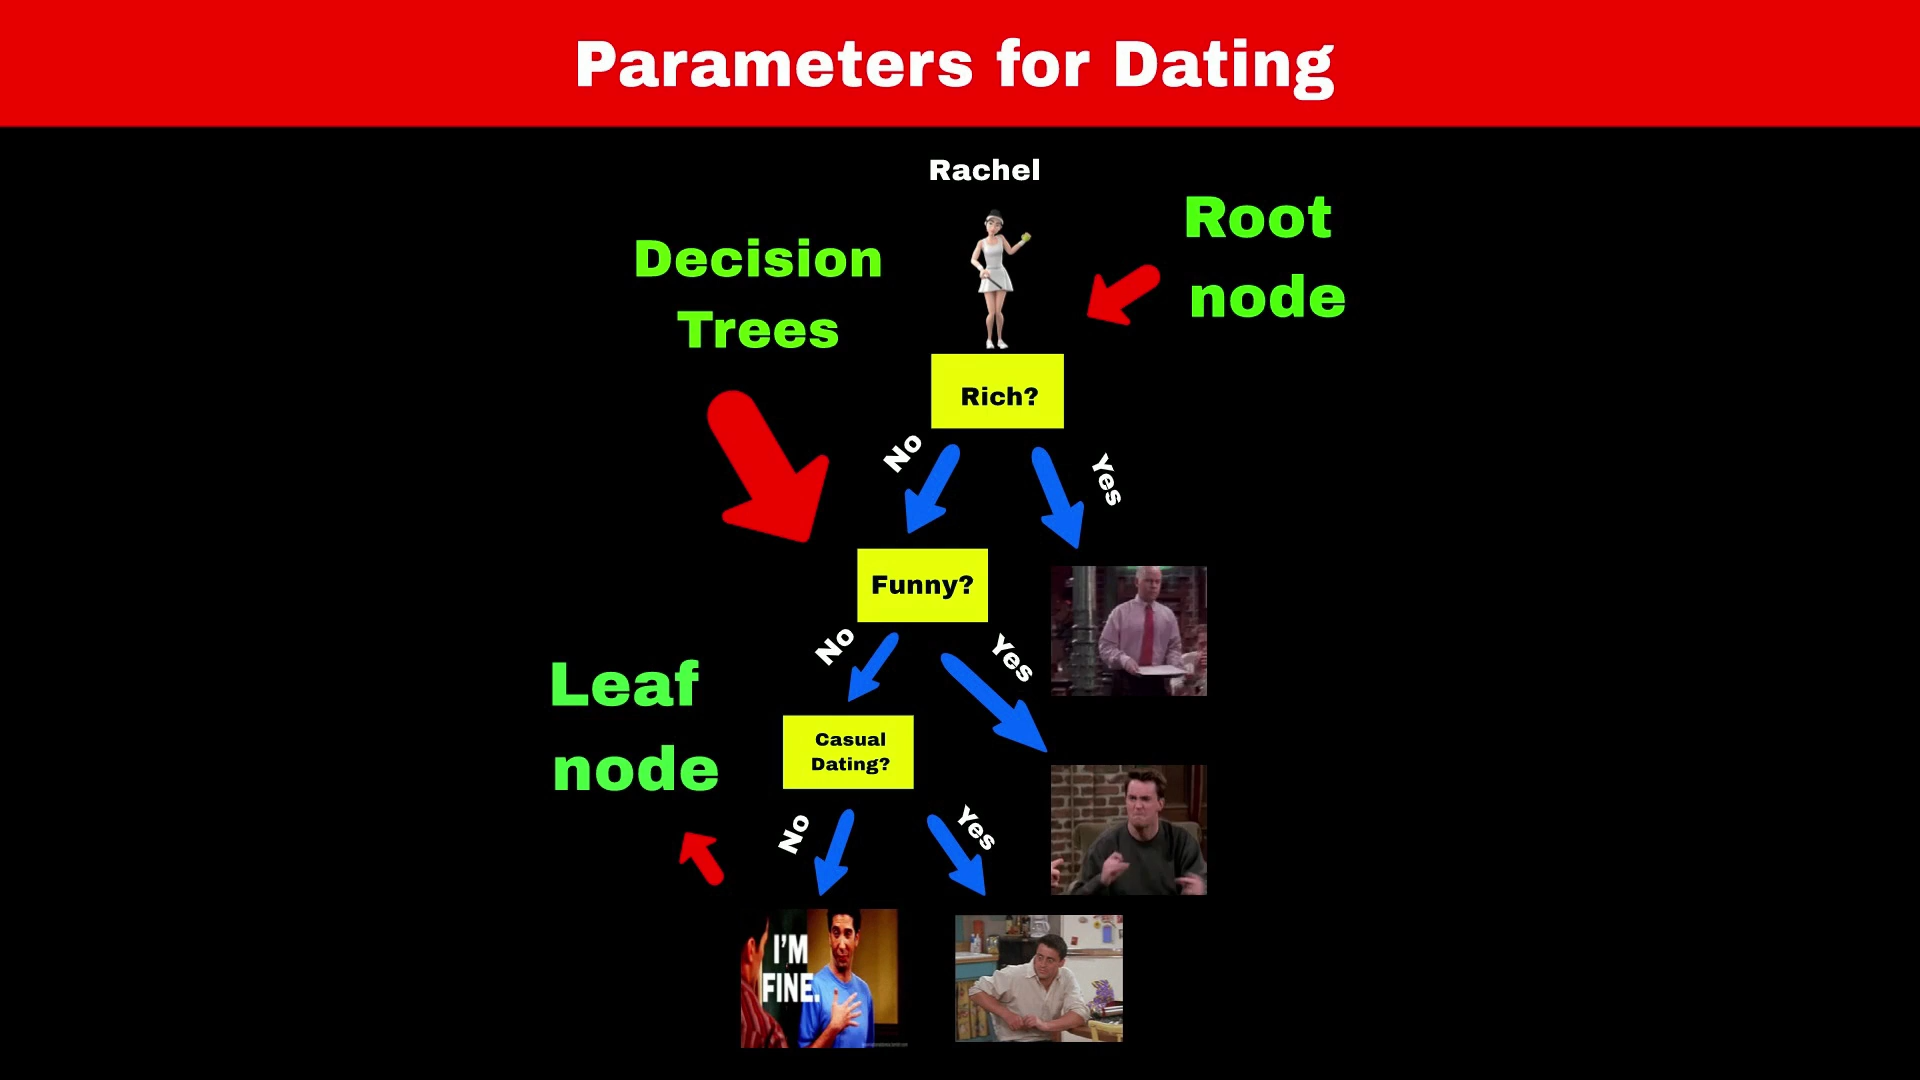 Parameters for Dating
Rachel
Root
node
Decision
Trees
Rich?
No
Yes
Funny?
No
Yes
Leaf
node
Casual
Dating?
No
Yes
I'M
FINE.